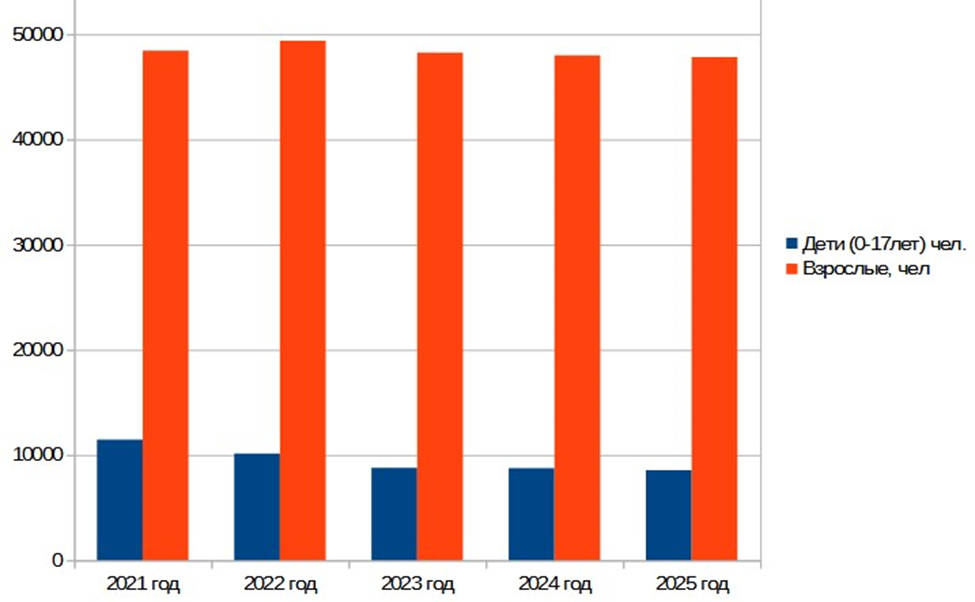 50000
40000
30000
20000
10000
0
2021 год
2022 год
2023 год
2024 год
2025 год
Дети (0-17лет) чел.
Взрослые, чел